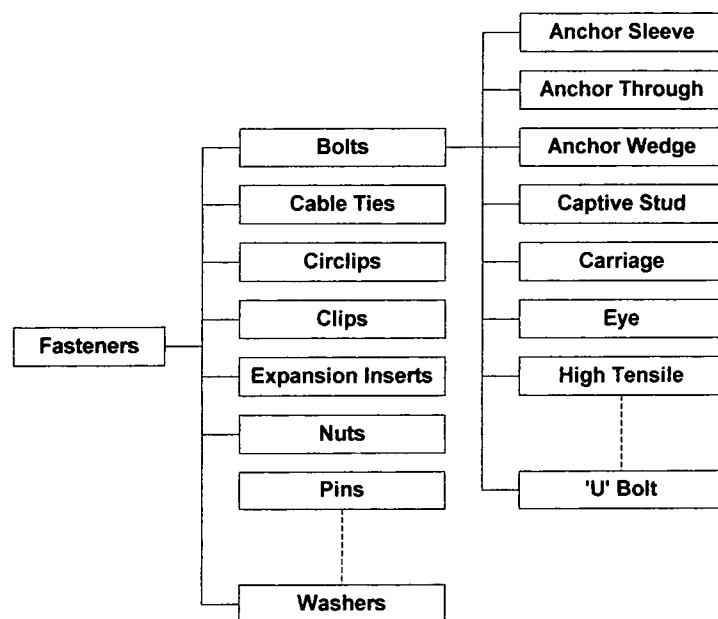 Fasteners
Bolts
Cable Ties
Circlips
Clips
Expansion Inserts
Nuts
Pins
Washers
Anchor Sleeve
Anchor Through
Anchor Wedge
Captive Stud
Carriage
Eye
High Tensile
'U' Bolt